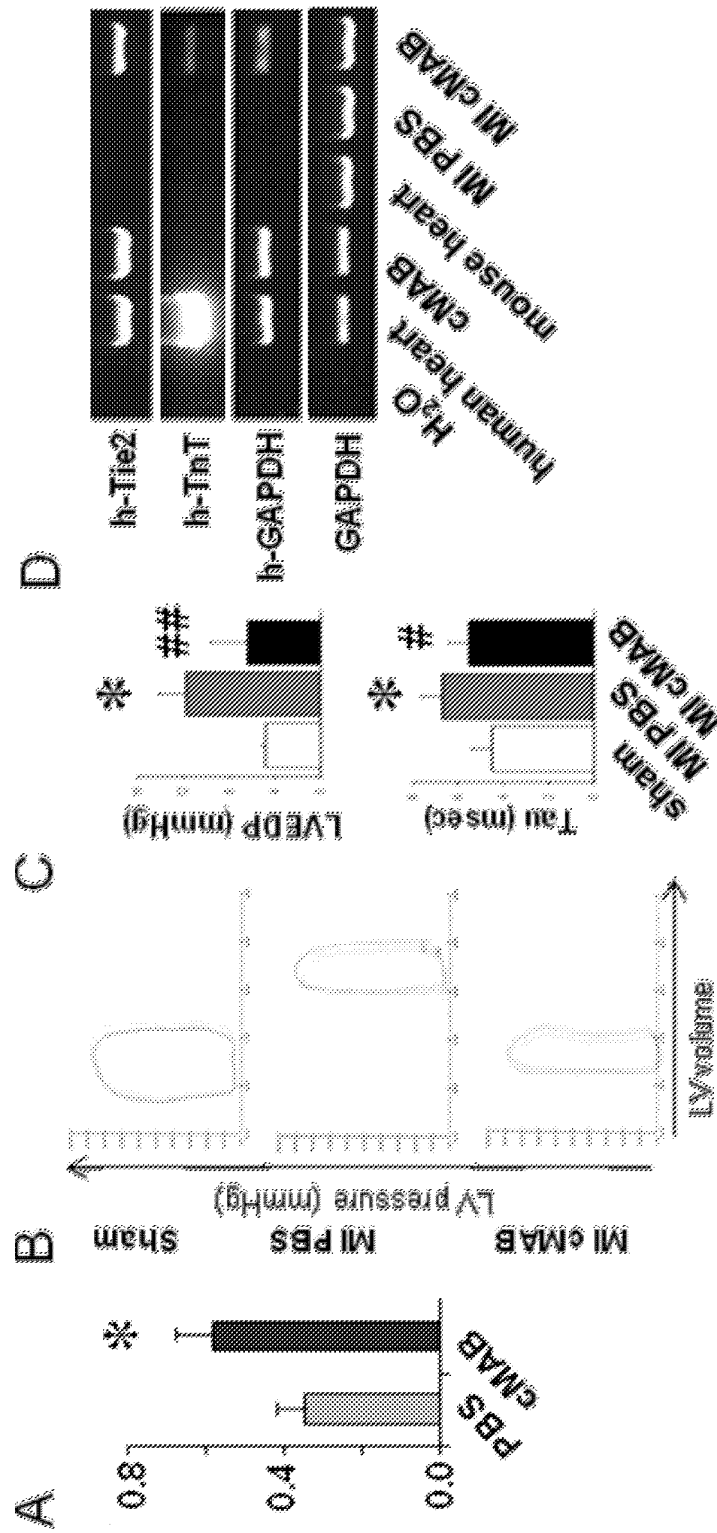 A
0.8
0.4
0.0
PBS
cMAB
*
B
Sham
MI PBS
MI cMAB
LV pressure (mmHg)
LV volume
C
LVEDP (mmHg)
*
##
Tau (msec)
*
#
sham
MI PBS
MI cMAB
D
h-Tie2
h-TnT
h-GAPDH
GAPDH
H₂O
human heart
cMAB
mouse heart
MI PBS
MI cMAB